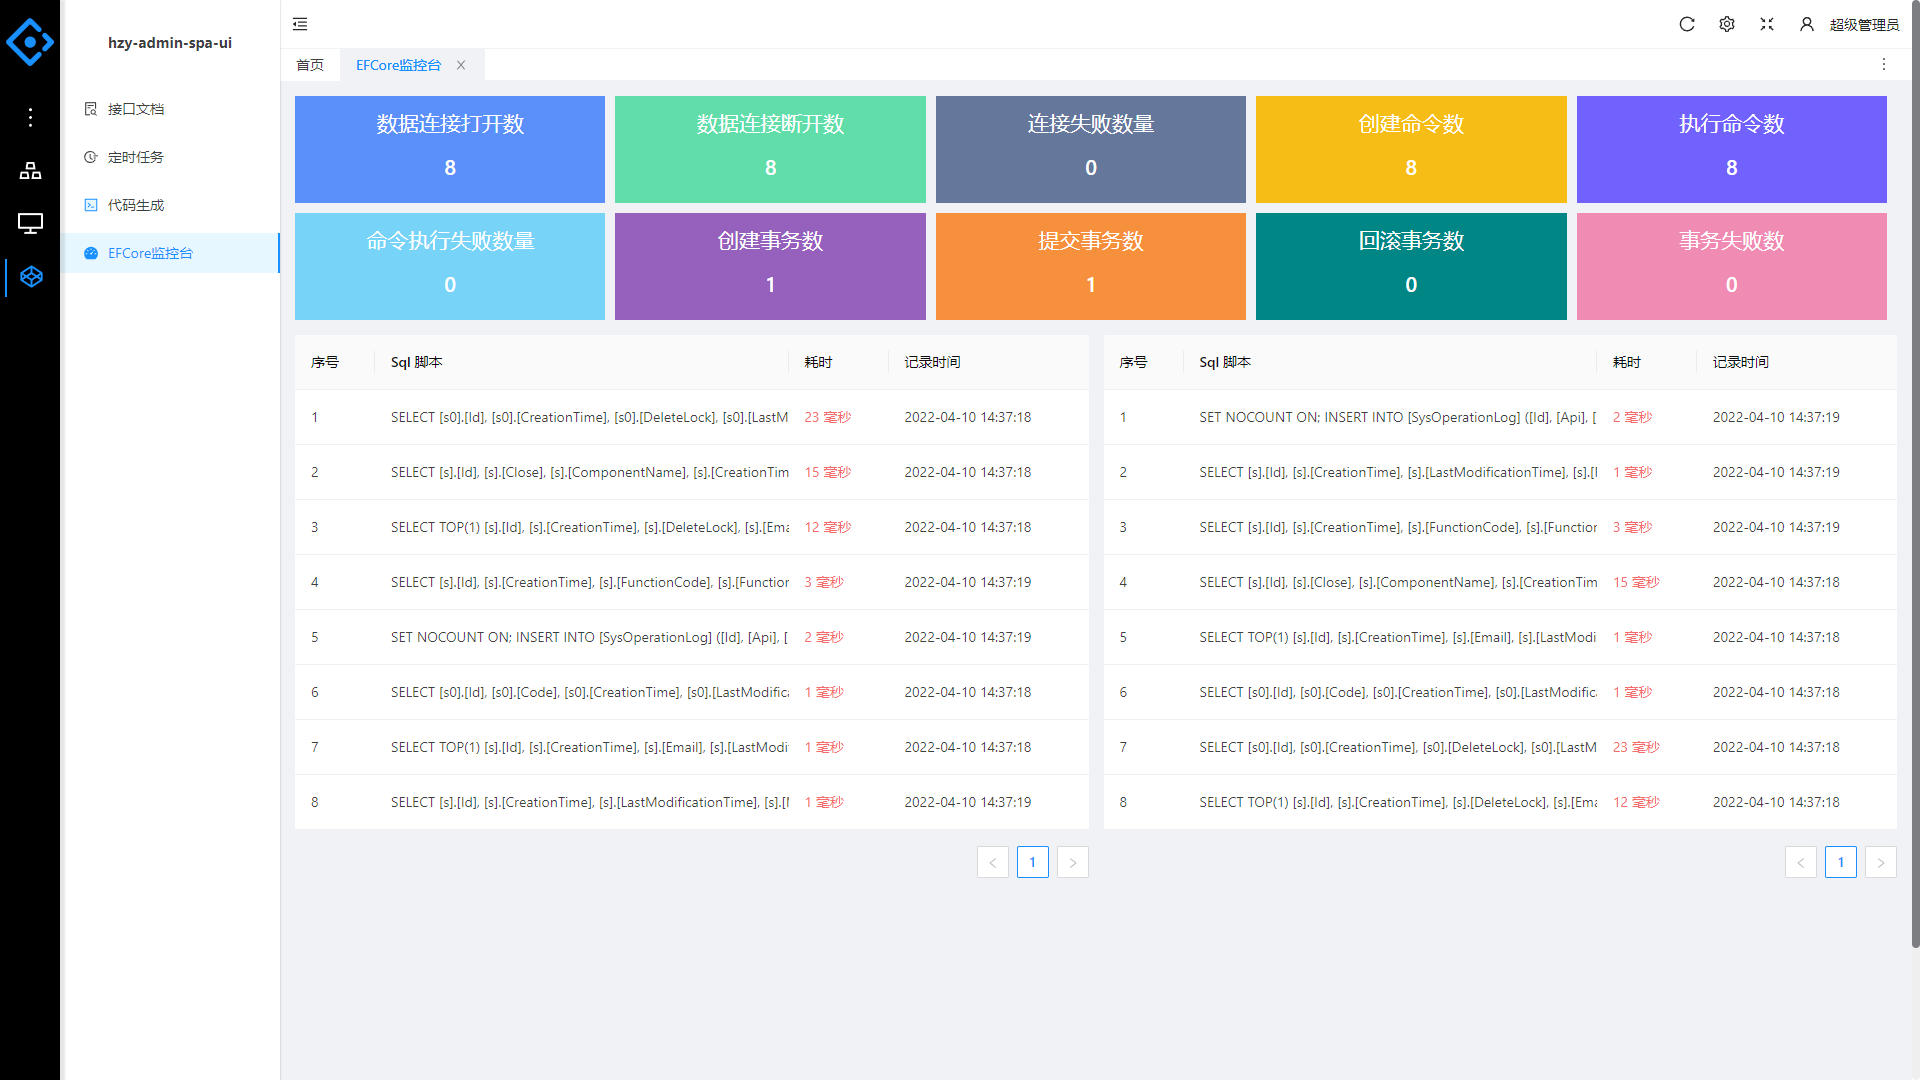 hzy-admin-spa-ui
接口文档
定时任务
代码生成
EFCore监控台
超级管理员
首页
EFCore监控台
数据连接打开数
8
数据连接断开数
8
连接失败数量
0
创建命令数
8
执行命令数
8
命令执行失败数量
0
创建事务数
1
提交事务数
1
回滚事务数
0
事务失败数
0
序号 Sql 脚本 耗时 记录时间
1 SELECT [s0].[Id], [s0].[CreationTime], [s0].[DeleteLock], [s0].[LastM 23 毫秒 2022-04-10 14:37:18
2 SELECT [s].[Id], [s].[Close], [s].[ComponentName], [s].[CreationTim 15 毫秒 2022-04-10 14:37:18
3 SELECT TOP(1) [s].[Id], [s].[CreationTime], [s].[DeleteLock], [s].[Ema 12 毫秒 2022-04-10 14:37:18
4 SELECT [s].[Id], [s].[CreationTime], [s].[FunctionCode], [s].[Function 3 毫秒 2022-04-10 14:37:19
5 SET NOCOUNT ON; INSERT INTO [SysOperationLog] ([Id], [Api], [ 2 毫秒 2022-04-10 14:37:19
6 SELECT [s0].[Id], [s0].[Code], [s0].[CreationTime], [s0].[LastModifica 1 毫秒 2022-04-10 14:37:18
7 SELECT TOP(1) [s].[Id], [s].[CreationTime], [s].[Email], [s].[LastModi 1 毫秒 2022-04-10 14:37:18
8 SELECT [s].[Id], [s].[CreationTime], [s].[LastModificationTime], [s].[ 1 毫秒 2022-04-10 14:37:19
1
序号 Sql 脚本 耗时 记录时间
1 SET NOCOUNT ON; INSERT INTO [SysOperationLog] ([Id], [Api], [ 2 毫秒 2022-04-10 14:37:19
2 SELECT [s].[Id], [s].[CreationTime], [s].[LastModificationTime], [s].[ 1 毫秒 2022-04-10 14:37:19
3 SELECT [s].[Id], [s].[CreationTime], [s].[FunctionCode], [s].[Function 3 毫秒 2022-04-10 14:37:19
4 SELECT [s].[Id], [s].[Close], [s].[ComponentName], [s].[CreationTim 15 毫秒 2022-04-10 14:37:18
5 SELECT TOP(1) [s].[Id], [s].[CreationTime], [s].[Email], [s].[LastModi 1 毫秒 2022-04-10 14:37:18
6 SELECT [s0].[Id], [s0].[Code], [s0].[CreationTime], [s0].[LastModifica 1 毫秒 2022-04-10 14:37:18
7 SELECT [s0].[Id], [s0].[CreationTime], [s0].[DeleteLock], [s0].[LastM 23 毫秒 2022-04-10 14:37:18
8 SELECT TOP(1) [s].[Id], [s].[CreationTime], [s].[DeleteLock], [s].[Ema 12 毫秒 2022-04-10 14:37:18
1